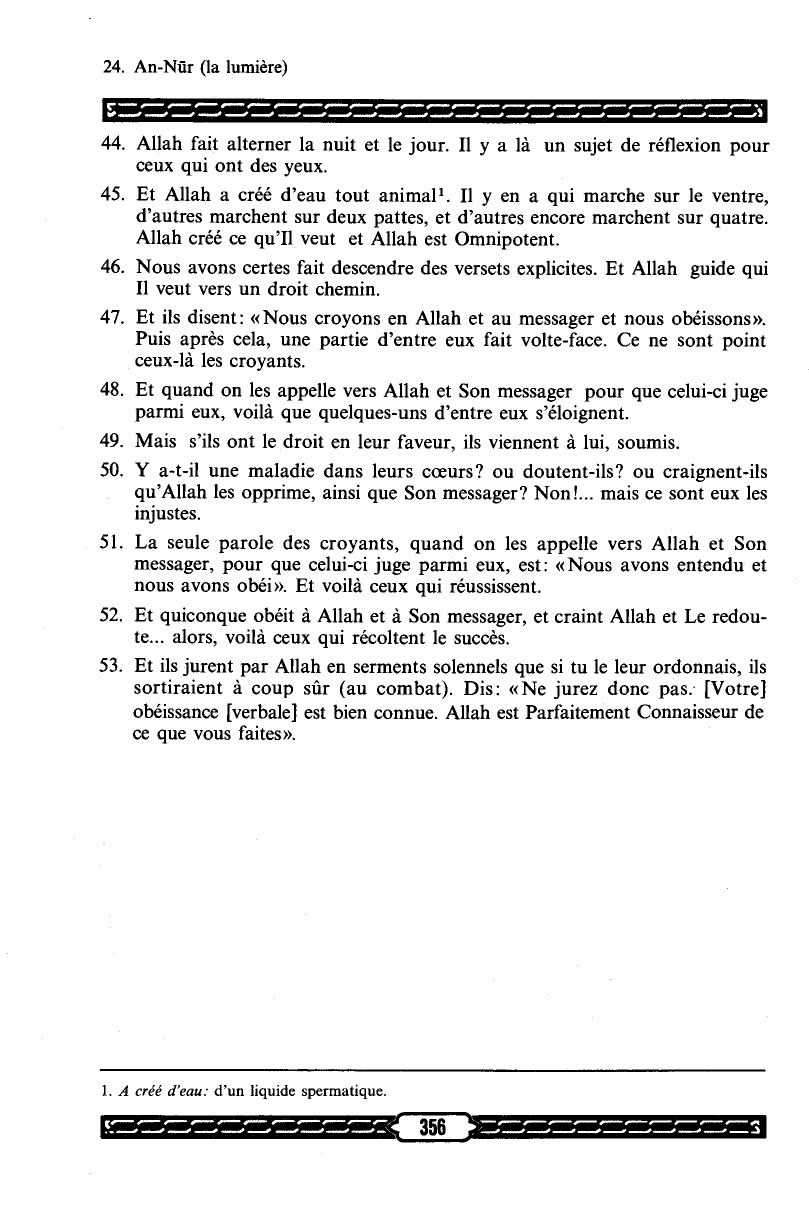 24. An-Nūr (la lumière)
44. Allah fait alterner la nuit et le jour. Il y a là un sujet de réflexion pour
ceux qui ont des yeux.
45. Et Allah a créé d'eau tout animal¹. Il y en a qui marche sur le ventre,
d'autres marchent sur deux pattes, et d'autres encore marchent sur quatre.
Allah créé ce qu'Il veut et Allah est Omnipotent.
46. Nous avons certes fait descendre des versets explicites. Et Allah guide qui
Il veut vers un droit chemin.
47. Et ils disent: «Nous croyons en Allah et au messager et nous obéissons».
Puis après cela, une partie d'entre eux fait volte-face. Ce ne sont point
ceux-là les croyants.
48. Et quand on les appelle vers Allah et Son messager pour que celui-ci juge
parmi eux, voilà que quelques-uns d'entre eux s'éloignent.
49. Mais s'ils ont le droit en leur faveur, ils viennent à lui, soumis.
50. Y a-t-il une maladie dans leurs cœurs? ou doutent-ils? ou craignent-ils
qu'Allah les opprime, ainsi que Son messager? Non!... mais ce sont eux les
injustes.
51. La seule parole des croyants, quand on les appelle vers Allah et Son
messager, pour que celui-ci juge parmi eux, est: «Nous avons entendu et
nous avons obéi». Et voilà ceux qui réussissent.
52. Et quiconque obéit à Allah et à Son messager, et craint Allah et Le redou-
te... alors, voilà ceux qui récoltent le succès.
53. Et ils jurent par Allah en serments solennels que si tu le leur ordonnais, ils
sortiraient à coup sûr (au combat). Dis: «Ne jurez donc pas. [Votre]
obéissance [verbale] est bien connue. Allah est Parfaitement Connaisseur de
ce que vous faites».
1. A créé d'eau: d'un liquide spermatique.
356